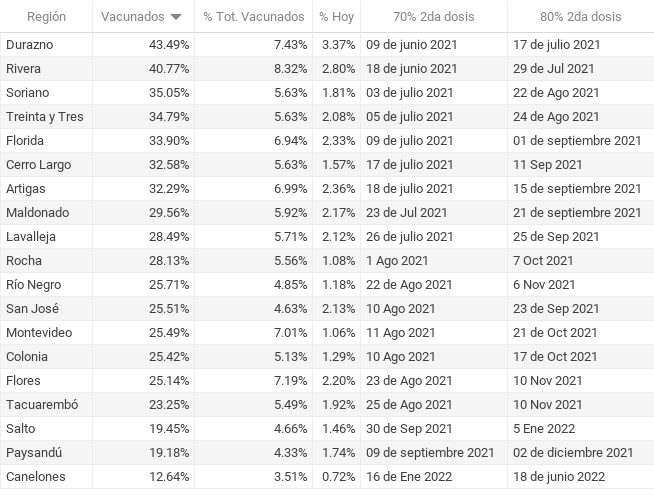 Región Vacunados % Tot. Vacunados % Hoy 70% 2da dosis 80% 2da dosis
Durazno 43.49% 7.43% 3.37% 09 de junio 2021 17 de julio 2021
Rivera 40.77% 8.32% 2.80% 18 de junio 2021 29 de Jul 2021
Soriano 35.05% 5.63% 1.81% 03 de julio 2021 22 de Ago 2021
Treinta y Tres 34.79% 5.63% 2.08% 05 de julio 2021 24 de Ago 2021
Florida 33.90% 6.94% 2.33% 09 de julio 2021 01 de septiembre 2021
Cerro Largo 32.58% 5.63% 1.57% 17 de julio 2021 11 Sep 2021
Artigas 32.29% 6.99% 2.36% 18 de julio 2021 15 de septiembre 2021
Maldonado 29.56% 5.92% 2.17% 23 de Jul 2021 21 de septiembre 2021
Lavalleja 28.49% 5.71% 2.12% 26 de julio 2021 25 de Sep 2021
Rocha 28.13% 5.56% 1.08% 1 Ago 2021 7 Oct 2021
Río Negro 25.71% 4.85% 1.18% 22 de Ago 2021 6 Nov 2021
San José 25.51% 4.63% 2.13% 10 Ago 2021 23 de Sep 2021
Montevideo 25.49% 7.01% 1.06% 11 Ago 2021 21 de Oct 2021
Colonia 25.42% 5.13% 1.29% 10 Ago 2021 17 de Oct 2021
Flores 25.14% 7.19% 2.20% 23 de Ago 2021 10 Nov 2021
Tacuarembó 23.25% 5.49% 1.92% 25 de Ago 2021 10 Nov 2021
Salto 19.45% 4.66% 1.46% 30 de Sep 2021 5 Ene 2022
Paysandú 19.18% 4.33% 1.74% 09 de septiembre 2021 02 de diciembre 2021
Canelones 12.64% 3.51% 0.72% 16 de Ene 2022 18 de junio 2022